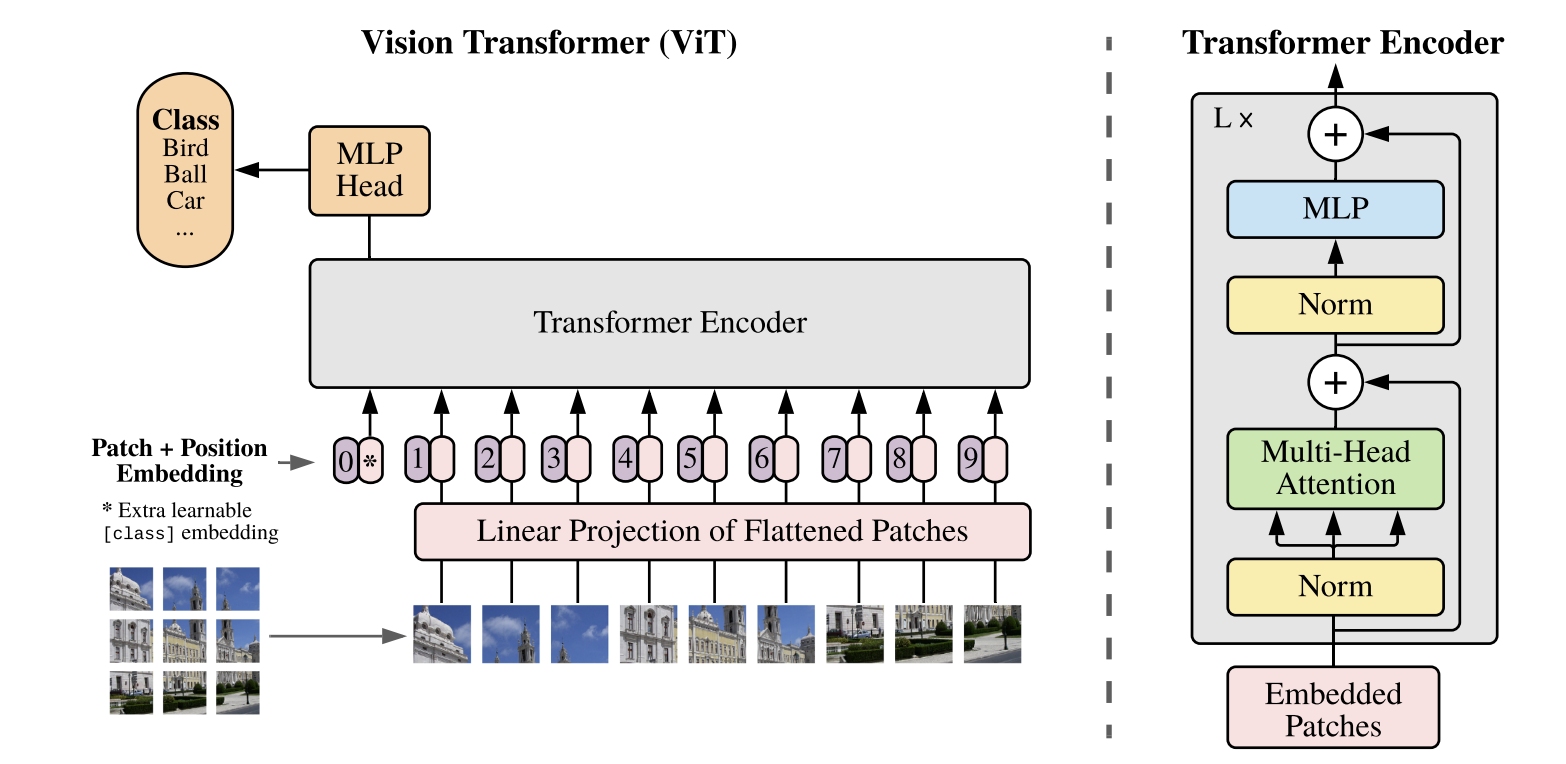 Vision Transformer (ViT)
Class
Bird
Ball
Car
...
MLP
Head
Transformer Encoder
Patch + Position
Embedding
0 * 1 2 3 4 5 6 7 8 9
* Extra learnable
[class] embedding
Linear Projection of Flattened Patches
Transformer Encoder
L x
+
MLP
Norm
+
Multi-Head
Attention
Norm
Embedded
Patches